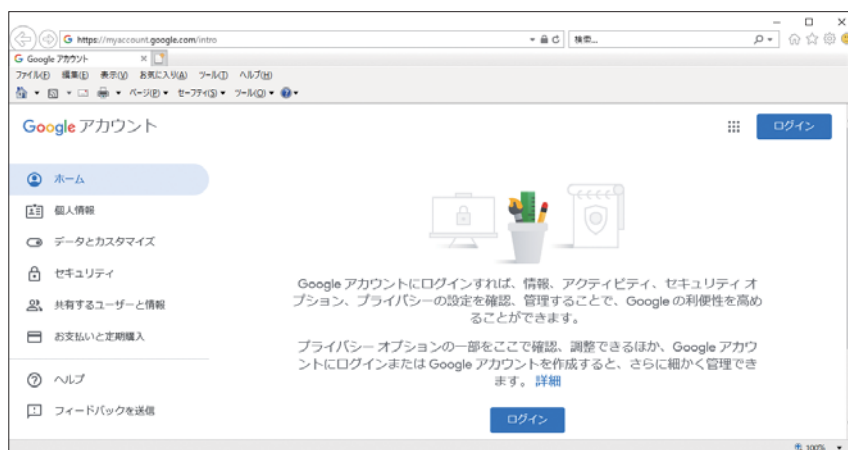 https://myaccount.google.com/intro
検索...
Google アカウント
ファイル(F) 編集(E) 表示(V) お気に入り(A) ツール(T) ヘルプ(H)
ページ(P) セーフティ(S) ツール(O)
Google アカウント
ログイン
ホーム
個人情報
データとカスタマイズ
セキュリティ
共有するユーザーと情報
お支払いと定期購入
ヘルプ
フィードバックを送信
Google アカウントにログインすれば、情報、アクティビティ、セキュリティ オ
プション、プライバシーの設定を確認、管理することで、Google の利便性を高め
ることができます。
プライバシー オプションの一部をここで確認、調整できるほか、Google アカウ
ントにログインまたは Google アカウントを作成すると、さらに細かく管理でき
ます。 詳細
ログイン
100%